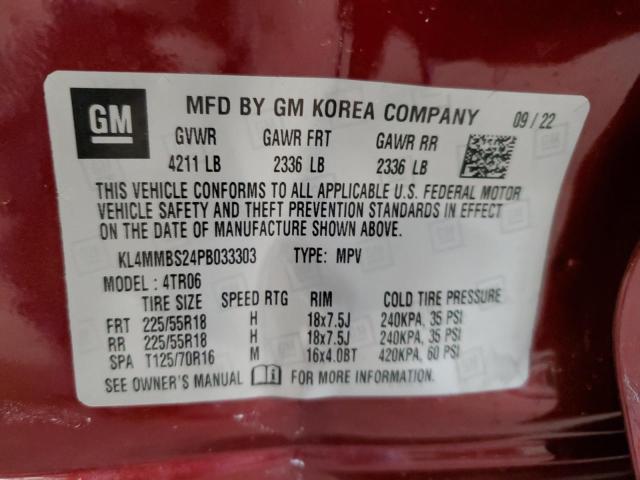 GM
MFD BY GM KOREA COMPANY 09/22
GVWR GAWR FRT GAWR RR
4211 LB 2336 LB 2336 LB
THIS VEHICLE CONFORMS TO ALL APPLICABLE U.S. FEDERAL MOTOR
VEHICLE SAFETY AND THEFT PREVENTION STANDARDS IN EFFECT
ON THE DATE OF MANUFACTURE SHOWN ABOVE.
KL4MMBS24PB033303 TYPE: MPV
MODEL : 4TR06
TIRE SIZE SPEED RTG RIM COLD TIRE PRESSURE
FRT 225/55R18 H 18x7.5J 240KPA, 35 PSI
RR 225/55R18 H 18x7.5J 240KPA, 35 PSI
SPA T125/70R16 M 16x4.0BT 420KPA, 60 PSI
SEE OWNER'S MANUAL FOR MORE INFORMATION.